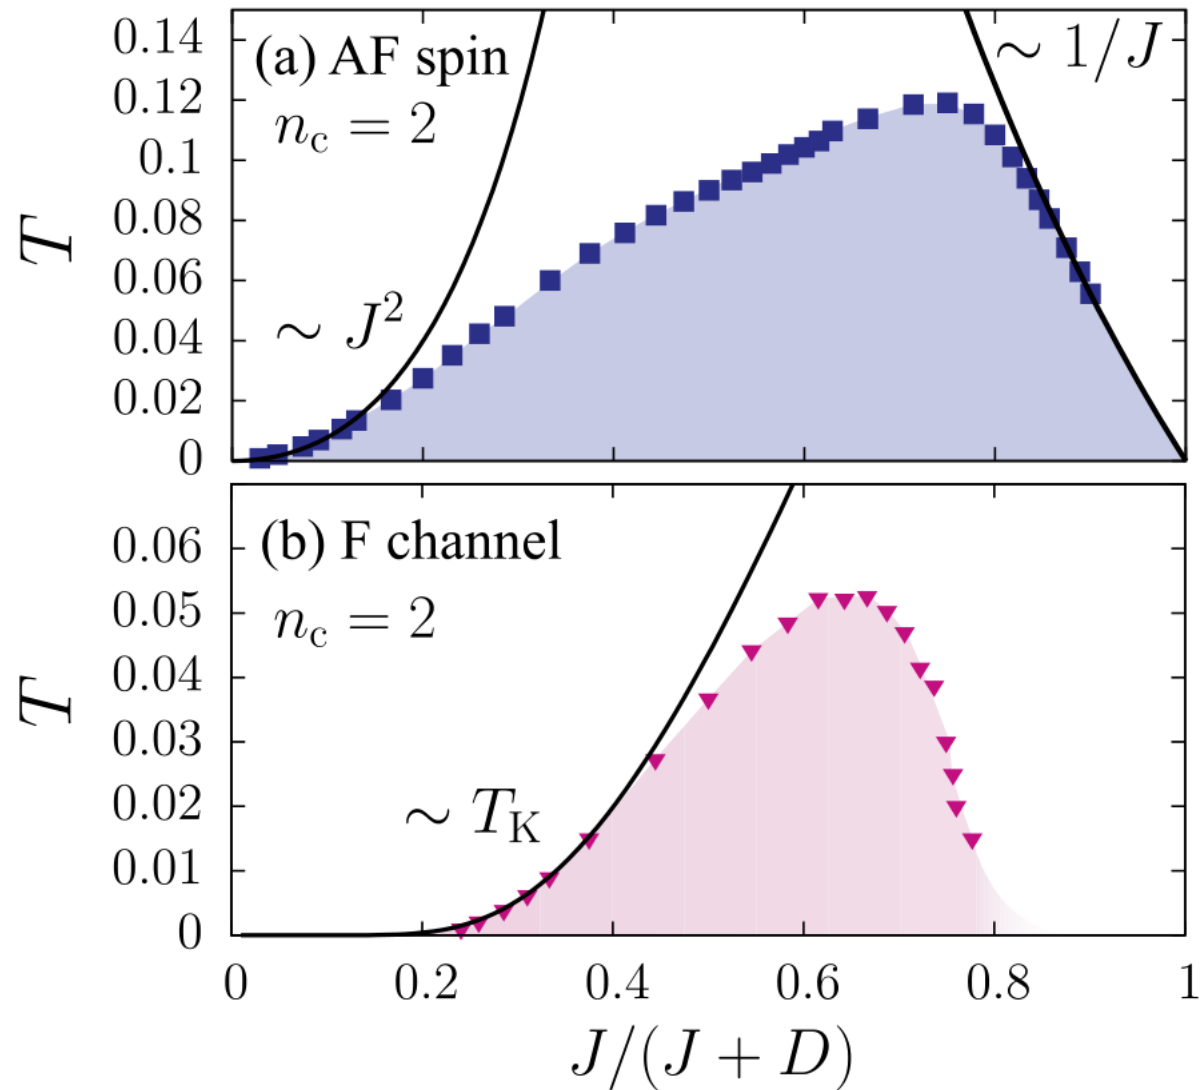 (a) AF spin
n_c = 2
∼ J^2
∼ 1/J
T
0.14
0.12
0.1
0.08
0.06
0.04
0.02
0
(b) F channel
n_c = 2
∼ T_K
T
0.06
0.05
0.04
0.03
0.02
0.01
0
0 0.2 0.4 0.6 0.8 1
J/(J + D)